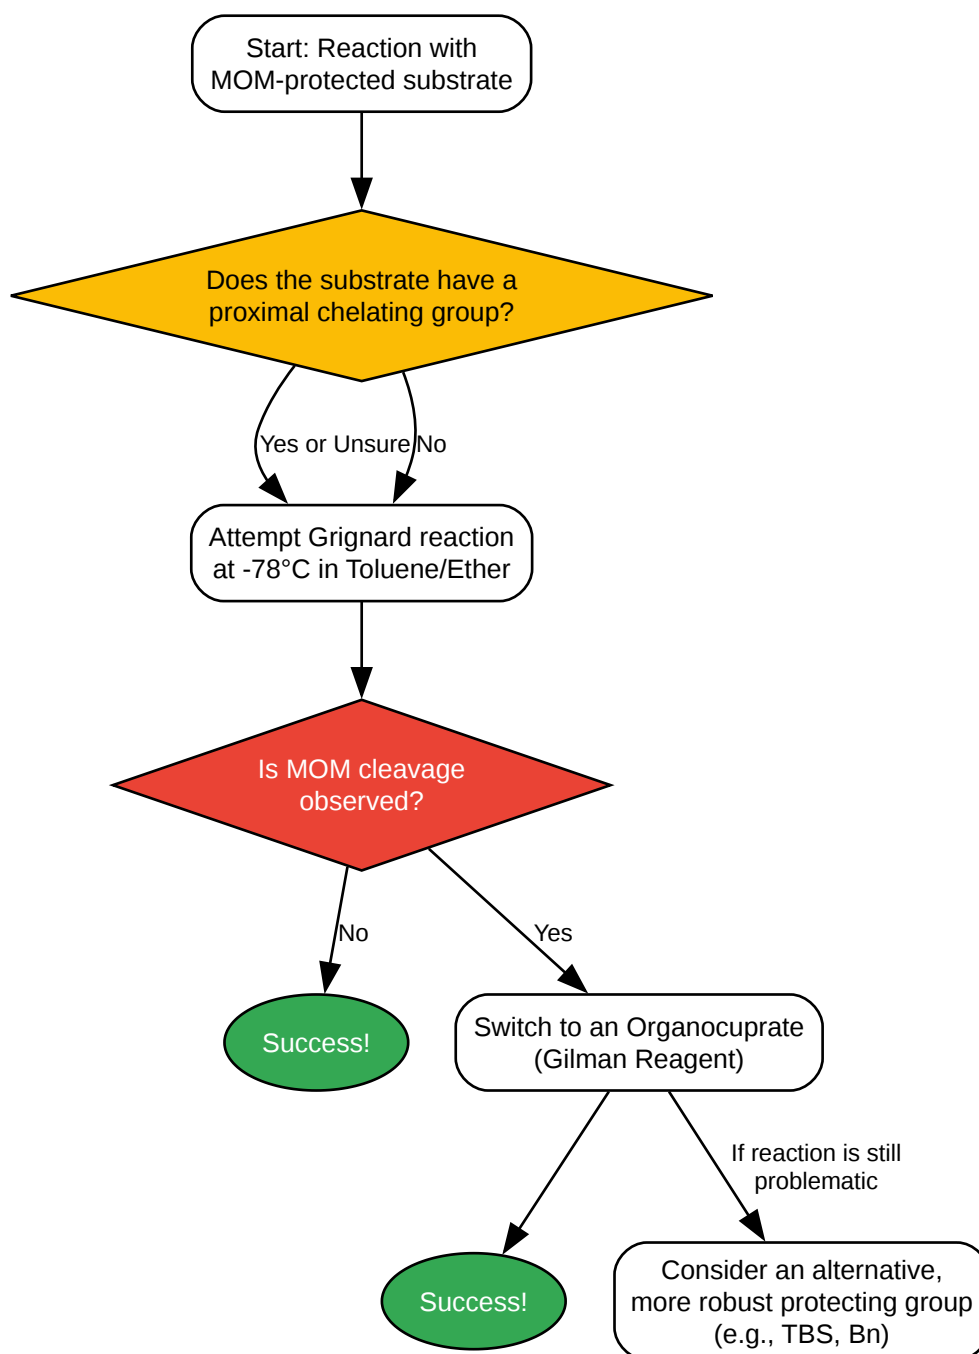 Start: Reaction with
MOM-protected substrate
Does the substrate have a
proximal chelating group?
Yes or Unsure
No
Attempt Grignard reaction
at -78°C in Toluene/Ether
Is MOM cleavage
observed?
No
Yes
Success!
Switch to an Organocuprate
(Gilman Reagent)
If reaction is still
problematic
Success!
Consider an alternative,
more robust protecting group
(e.g., TBS, Bn)